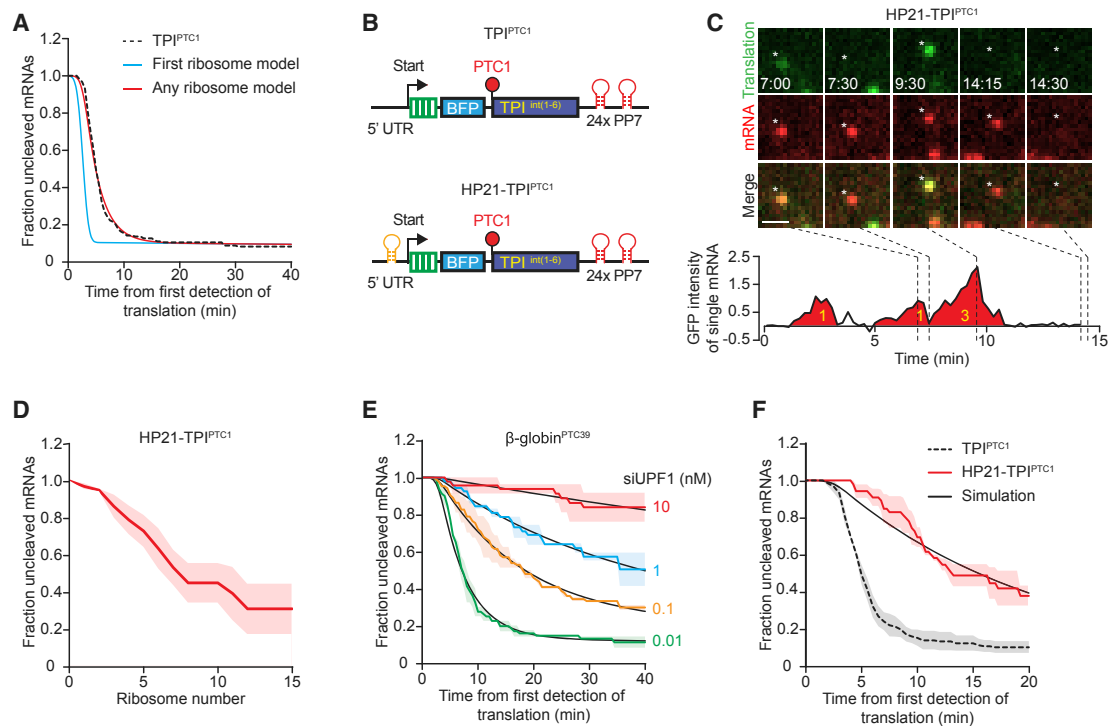 A
TPI^PTC1
First ribosome model
Any ribosome model
Fraction uncleaved mRNAs
1.2
1.0
0.8
0.6
0.4
0.2
0
0 10 20 30 40
Time from first detection of
translation (min)
B
TPI^PTC1
Start
PTC1
BFP
TPI int(1-6)
5' UTR
24x PP7
HP21-TPI^PTC1
Start
PTC1
BFP
TPI int(1-6)
5' UTR
24x PP7
C
HP21-TPI^PTC1
Translation
mRNA
Merge
* * * * *
7:00 7:30 9:30 14:15 14:30
* * * * *
* * * * *
GFP intensity
of single mRNA
2.5
1.5
0.5
-0.5
1 1 3
0 5 10 15
Time (min)
D
HP21-TPI^PTC1
Fraction uncleaved mRNAs
1.2
1.0
0.8
0.6
0.4
0.2
0
0 5 10 15
Ribosome number
E
β-globin^PTC39
siUPF1 (nM)
10
1
0.1
0.01
Fraction uncleaved mRNAs
1.2
1.0
0.8
0.6
0.4
0.2
0
0 10 20 30 40
Time from first detection of
translation (min)
F
TPI^PTC1
HP21-TPI^PTC1
Simulation
Fraction uncleaved mRNAs
1.2
1.0
0.8
0.6
0.4
0.2
0
0 5 10 15 20
Time from first detection of
translation (min)